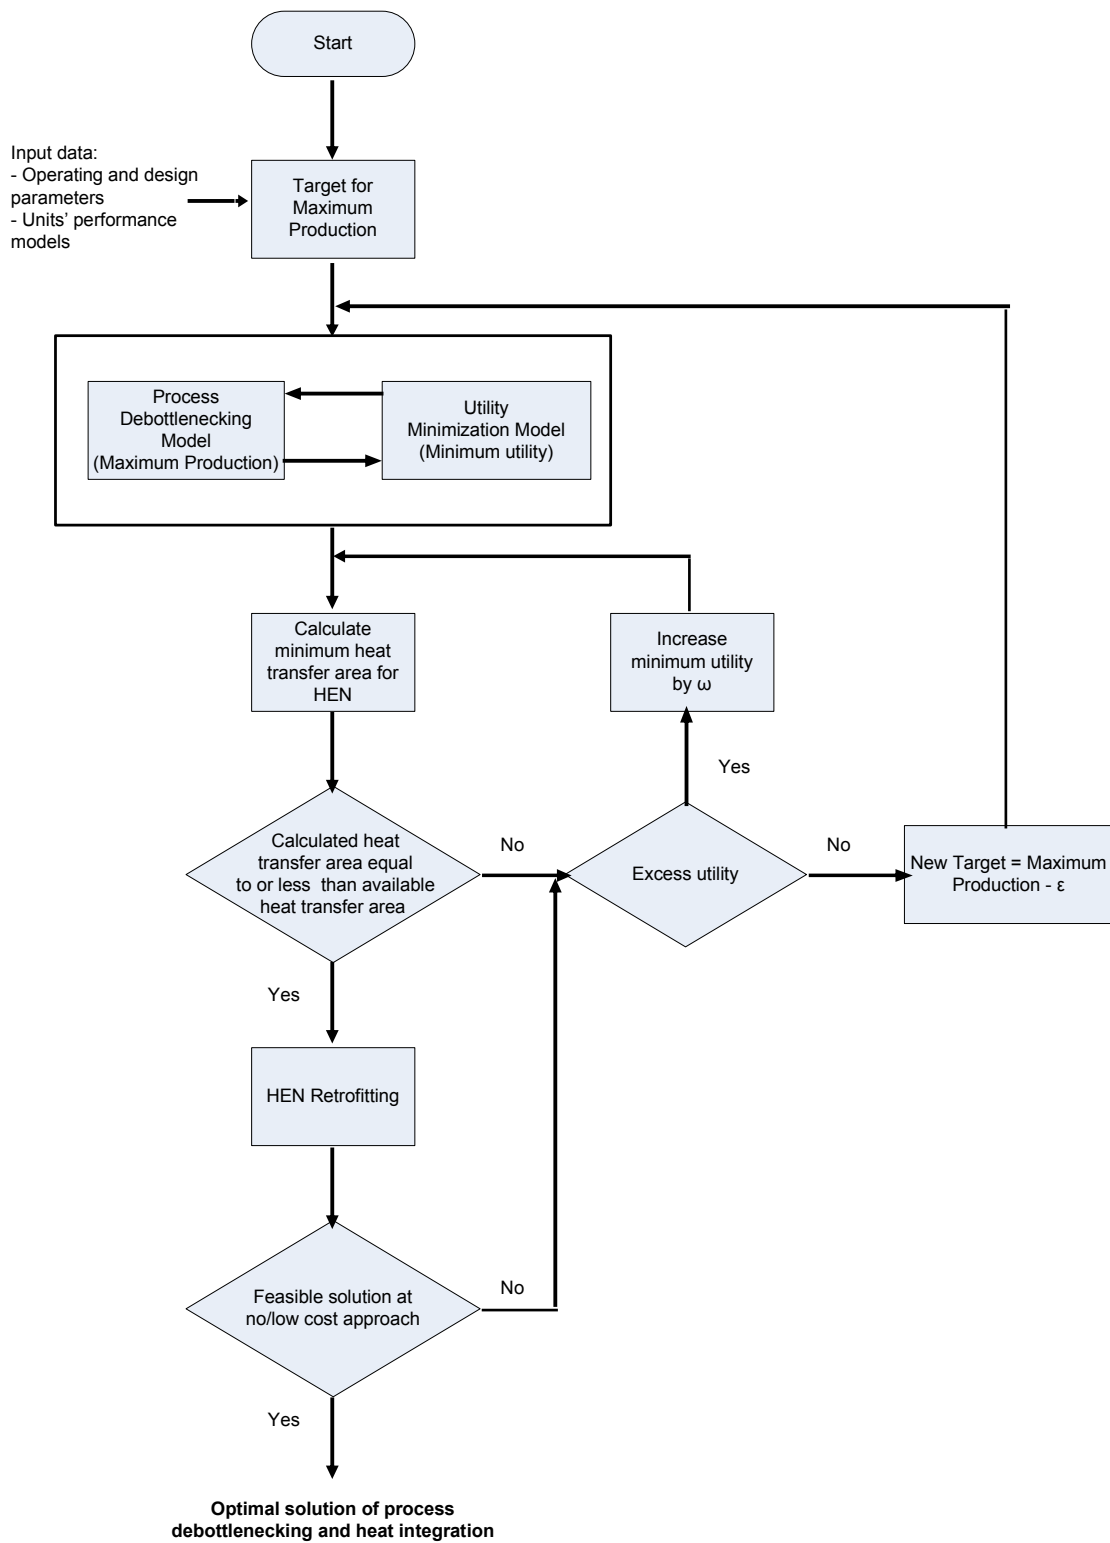 Start
Input data:
- Operating and design
parameters
- Units' performance
models
Target for
Maximum
Production
Process
Debottlenecking
Model
(Maximum Production)
Utility
Minimization Model
(Minimum utility)
Calculate
minimum heat
transfer area for
HEN
Increase
minimum utility
by ω
Yes
Calculated heat
transfer area equal
to or less than available
heat transfer area
No
Excess utility
No
New Target = Maximum
Production - ε
Yes
HEN Retrofitting
Feasible solution at
no/low cost approach
No
Yes
Optimal solution of process
debottlenecking and heat integration